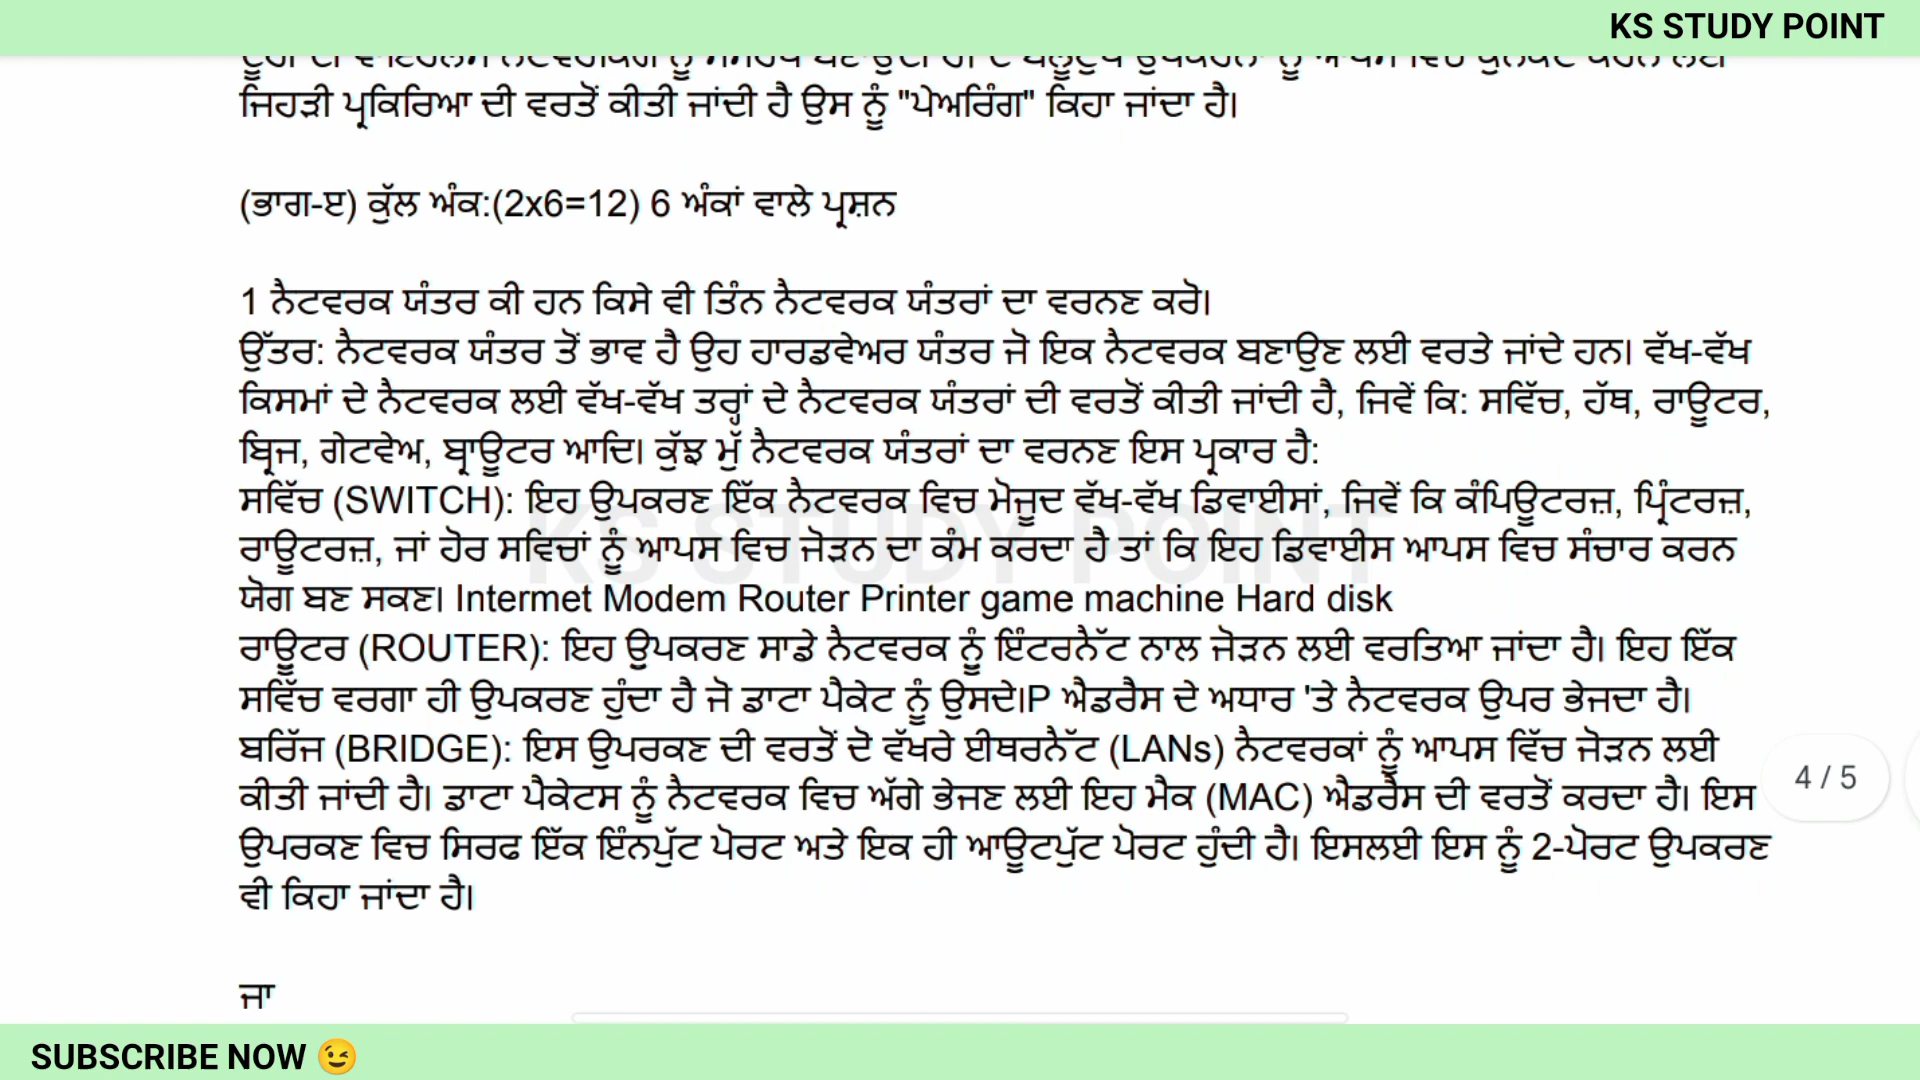 KS STUDY POINT
ਜਿਹੜੀ ਪ੍ਰਕਿਰਿਆ ਦੀ ਵਰਤੋਂ ਕੀਤੀ ਜਾਂਦੀ ਹੈ ਉਸ ਨੂੰ "ਪੇਅਰਿੰਗ" ਕਿਹਾ ਜਾਂਦਾ ਹੈ।
(ਭਾਗ-ੲ) ਕੁੱਲ ਅੰਕ:(2x6=12) 6 ਅੰਕਾਂ ਵਾਲੇ ਪ੍ਰਸ਼ਨ
1 ਨੈਟਵਰਕ ਯੰਤਰ ਕੀ ਹਨ ਕਿਸੇ ਵੀ ਤਿੰਨ ਨੈਟਵਰਕ ਯੰਤਰਾਂ ਦਾ ਵਰਨਣ ਕਰੋ।
ਉੱਤਰ: ਨੈਟਵਰਕ ਯੰਤਰ ਤੋਂ ਭਾਵ ਹੈ ਉਹ ਹਾਰਡਵੇਅਰ ਯੰਤਰ ਜੋ ਇਕ ਨੈਟਵਰਕ ਬਣਾਉਣ ਲਈ ਵਰਤੇ ਜਾਂਦੇ ਹਨ। ਵੱਖ-ਵੱਖ
ਕਿਸਮਾਂ ਦੇ ਨੈਟਵਰਕ ਲਈ ਵੱਖ-ਵੱਖ ਤਰ੍ਹਾਂ ਦੇ ਨੈਟਵਰਕ ਯੰਤਰਾਂ ਦੀ ਵਰਤੋਂ ਕੀਤੀ ਜਾਂਦੀ ਹੈ, ਜਿਵੇਂ ਕਿ: ਸਵਿੱਚ, ਹੱਥ, ਰਾਊਟਰ,
ਬ੍ਰਿਜ, ਗੇਟਵੇਅ, ਬ੍ਰਾਊਟਰ ਆਦਿ। ਕੁੱਝ ਮੁੱ ਨੈਟਵਰਕ ਯੰਤਰਾਂ ਦਾ ਵਰਨਣ ਇਸ ਪ੍ਰਕਾਰ ਹੈ:
ਸਵਿੱਚ (SWITCH): ਇਹ ਉਪਕਰਣ ਇੱਕ ਨੈਟਵਰਕ ਵਿਚ ਮੋਜੂਦ ਵੱਖ-ਵੱਖ ਡਿਵਾਈਸਾਂ, ਜਿਵੇਂ ਕਿ ਕੰਪਿਊਟਰਜ਼, ਪ੍ਰਿੰਟਰਜ਼,
ਰਾਊਟਰਜ਼, ਜਾਂ ਹੋਰ ਸਵਿਚਾਂ ਨੂੰ ਆਪਸ ਵਿਚ ਜੋੜਨ ਦਾ ਕੰਮ ਕਰਦਾ ਹੈ ਤਾਂ ਕਿ ਇਹ ਡਿਵਾਈਸ ਆਪਸ ਵਿਚ ਸੰਚਾਰ ਕਰਨ
ਯੋਗ ਬਣ ਸਕਣ। Intermet Modem Router Printer game machine Hard disk
ਰਾਊਟਰ (ROUTER): ਇਹ ਉਪਕਰਣ ਸਾਡੇ ਨੈਟਵਰਕ ਨੂੰ ਇੰਟਰਨੈੱਟ ਨਾਲ ਜੋੜਨ ਲਈ ਵਰਤਿਆ ਜਾਂਦਾ ਹੈ। ਇਹ ਇੱਕ
ਸਵਿੱਚ ਵਰਗਾ ਹੀ ਉਪਕਰਣ ਹੁੰਦਾ ਹੈ ਜੋ ਡਾਟਾ ਪੈਕੇਟ ਨੂੰ ਉਸਦੇ।P ਐਡਰੈਸ ਦੇ ਅਧਾਰ 'ਤੇ ਨੈਟਵਰਕ ਉਪਰ ਭੇਜਦਾ ਹੈ।
ਬਰਿੱਜ (BRIDGE): ਇਸ ਉਪਰਕਣ ਦੀ ਵਰਤੋਂ ਦੋ ਵੱਖਰੇ ਈਥਰਨੈੱਟ (LANs) ਨੈਟਵਰਕਾਂ ਨੂੰ ਆਪਸ ਵਿੱਚ ਜੋੜਨ ਲਈ
ਕੀਤੀ ਜਾਂਦੀ ਹੈ। ਡਾਟਾ ਪੈਕੇਟਸ ਨੂੰ ਨੈਟਵਰਕ ਵਿਚ ਅੱਗੇ ਭੇਜਣ ਲਈ ਇਹ ਮੈਕ (MAC) ਐਡਰੈਸ ਦੀ ਵਰਤੋਂ ਕਰਦਾ ਹੈ। ਇਸ
4 / 5
ਉਪਰਕਣ ਵਿਚ ਸਿਰਫ ਇੱਕ ਇੰਨਪੁੱਟ ਪੋਰਟ ਅਤੇ ਇਕ ਹੀ ਆਊਟਪੁੱਟ ਪੋਰਟ ਹੁੰਦੀ ਹੈ। ਇਸਲਈ ਇਸ ਨੂੰ 2-ਪੋਰਟ ਉਪਕਰਣ
ਵੀ ਕਿਹਾ ਜਾਂਦਾ ਹੈ।
ਜਾ
KS STUDY POINT
SUBSCRIBE NOW 😉